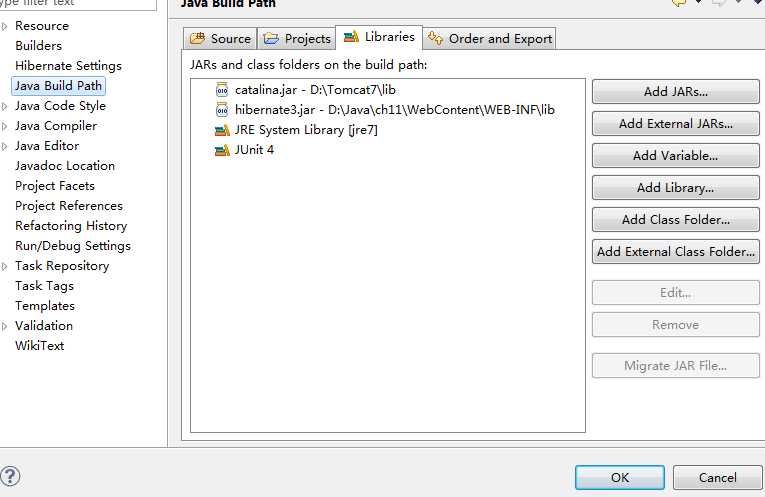 type filter text
Resource
Builders
Hibernate Settings
Java Build Path
Java Code Style
Java Compiler
Java Editor
Javadoc Location
Project Facets
Project References
Refactoring History
Run/Debug Settings
Task Repository
Task Tags
Templates
Validation
WikiText
Java Build Path
Source
Projects
Libraries
Order and Export
JARs and class folders on the build path:
catalina.jar - D:\Tomcat7\lib
hibernate3.jar - D:\Java\ch11\WebContent\WEB-INF\lib
JRE System Library [jre7]
JUnit 4
Add JARs...
Add External JARs...
Add Variable...
Add Library...
Add Class Folder...
Add External Class Folder...
Edit...
Remove
Migrate JAR File...
OK
Cancel